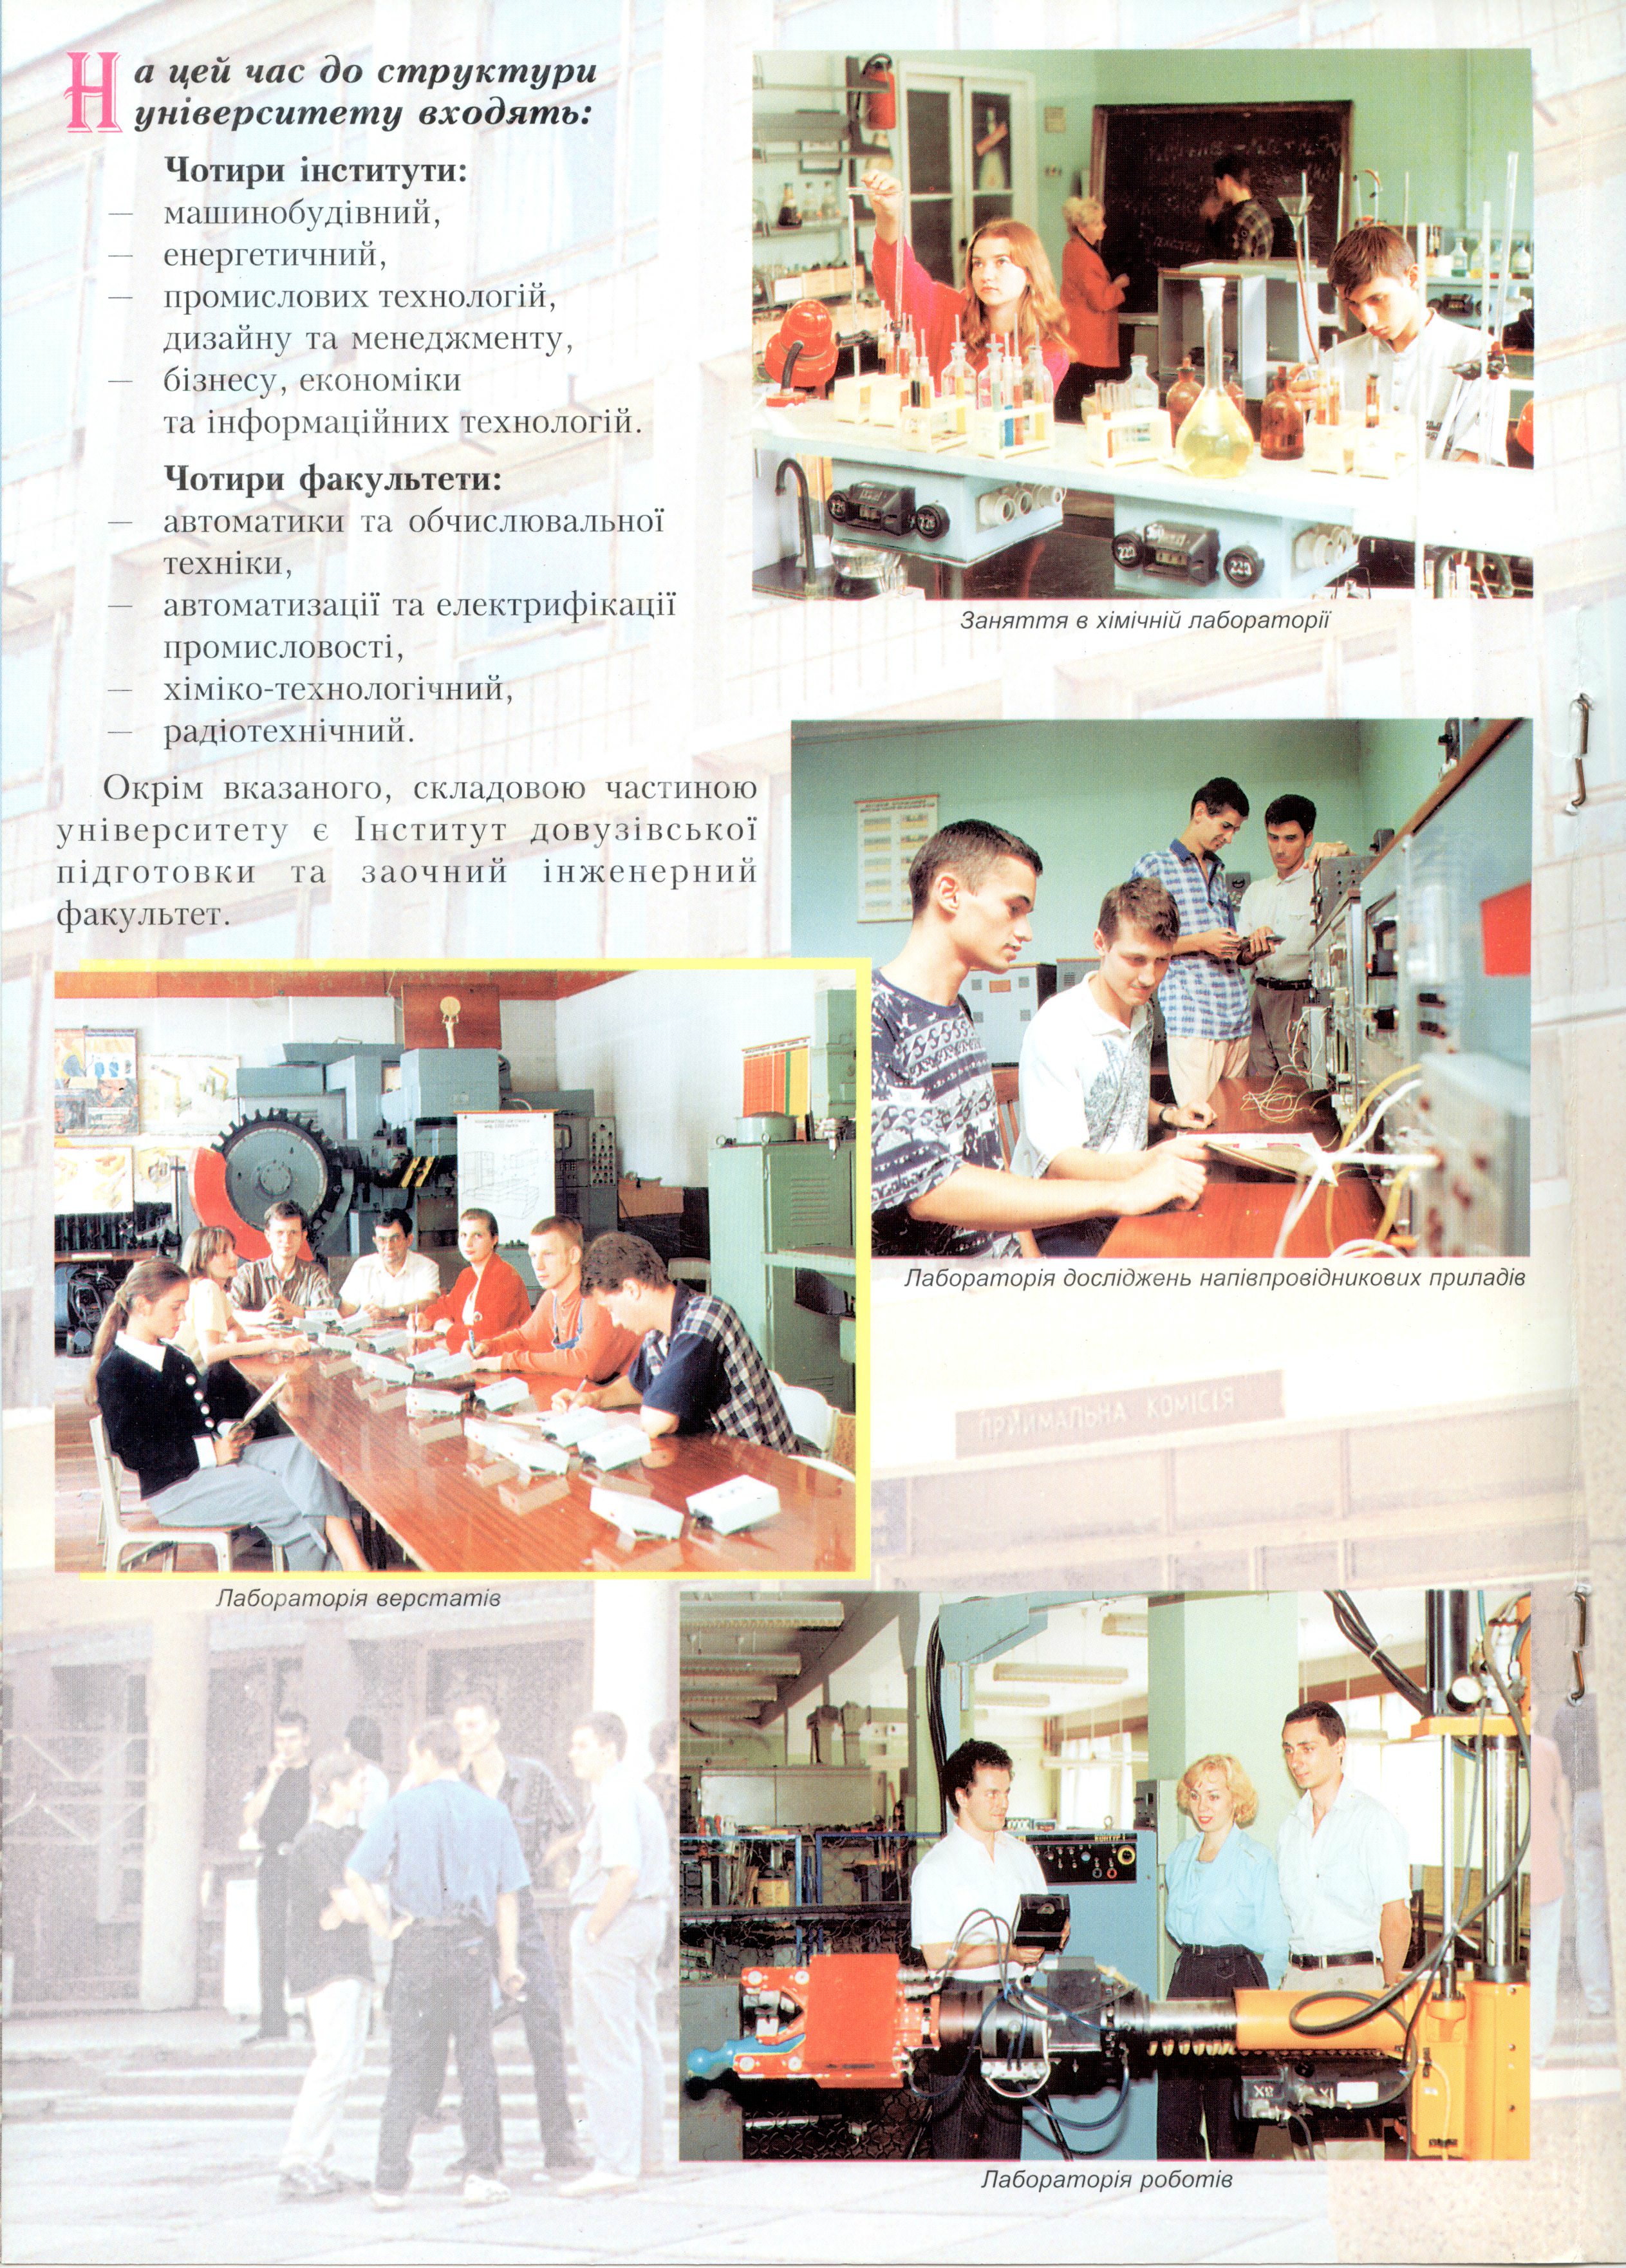 На цей час до структури
університету входять:
Чотири інститути:
— машинобудівний,
— енергетичний,
— промислових технологій,
дизайну та менеджменту,
— бізнесу, економіки
та інформаційних технологій.
Чотири факультети:
— автоматики та обчислювальної
техніки,
— автоматизації та електрифікації
промисловості,
— хіміко-технологічний,
— радіотехнічний.
Окрім вказаного, складовою частиною
університету є Інститут довузівської
підготовки та заочний інженерний
факультет.
220
220
220
Заняття в хімічній лабораторії
Лабораторія досліджень напівпровідникових приладів
ПРИЙМАЛЬНА КОМІСІЯ
Лабораторія верстатів
Лабораторія роботів